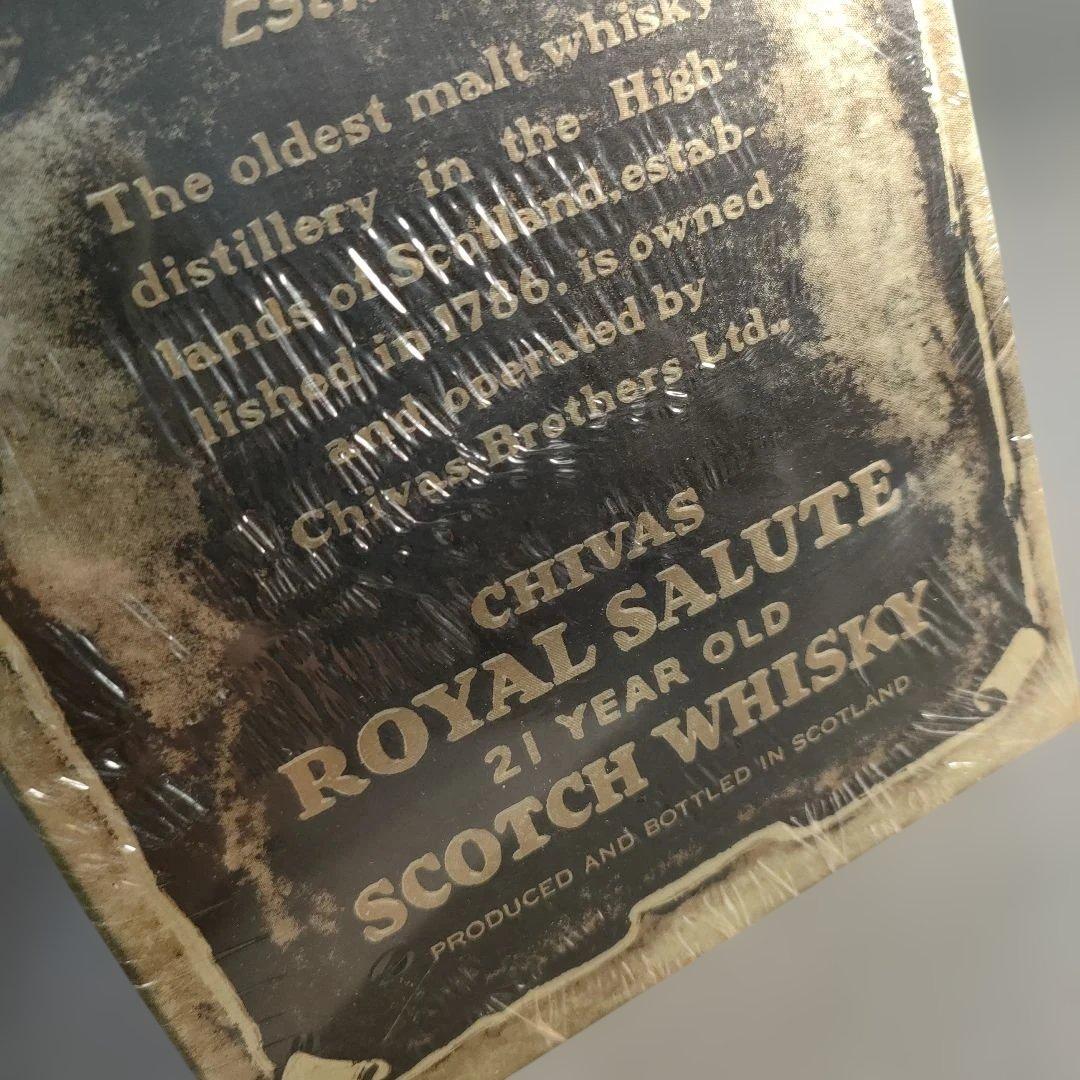 The oldest malt whisky
distillery in the High-
lands of Scotland, estab-
lished in 1786, is owned
and operated by
Chivas Brothers Ltd.,
CHIVAS
ROYAL SALUTE
21 YEAR OLD
SCOTCH WHISKY
PRODUCED AND BOTTLED IN SCOTLAND